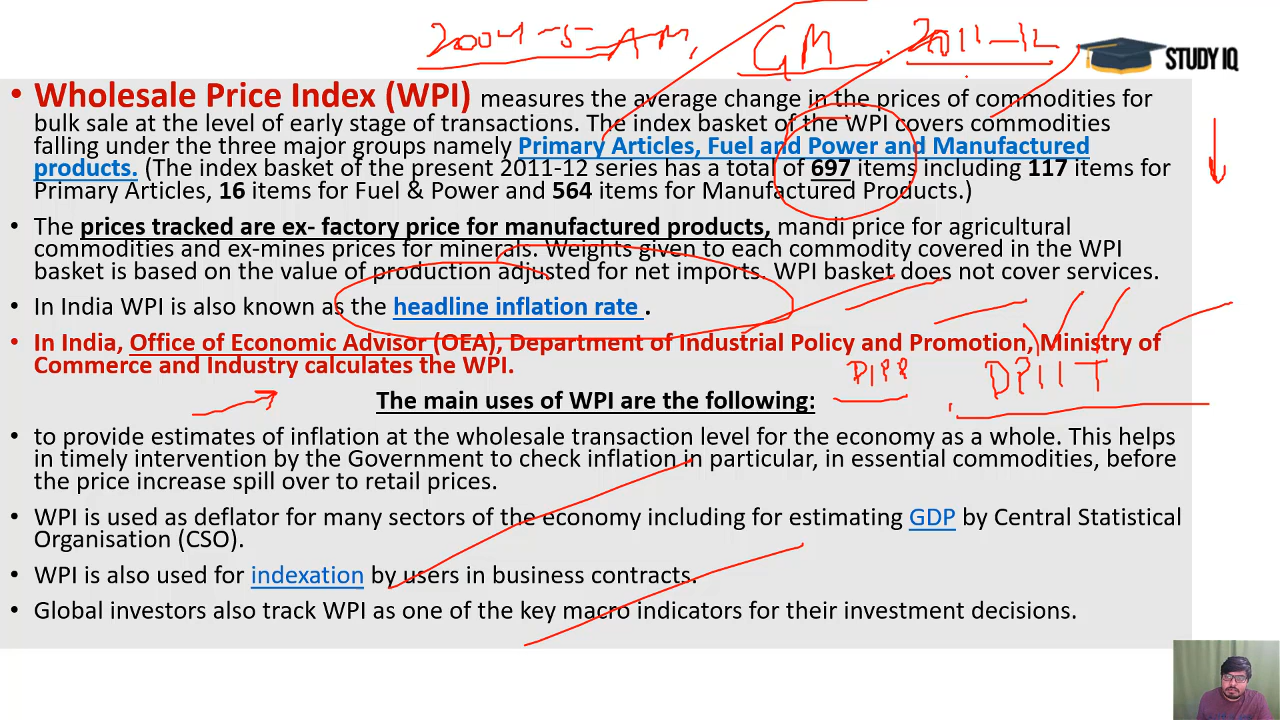 2004-5 AM, GM. 2011-12
STUDY IQ
• Wholesale Price Index (WPI) measures the average change in the prices of commodities for
bulk sale at the level of early stage of transactions. The index basket of the WPI covers commodities
falling under the three major groups namely Primary Articles, Fuel and Power and Manufactured
products. (The index basket of the present 2011-12 series has a total of 697 items including 117 items for
Primary Articles, 16 items for Fuel & Power and 564 items for Manufactured Products.)
• The prices tracked are ex- factory price for manufactured products, mandi price for agricultural
commodities and ex-mines prices for minerals. Weights given to each commodity covered in the WPI
basket is based on the value of production adjusted for net imports. WPI basket does not cover services.
• In India WPI is also known as the headline inflation rate .
• In India, Office of Economic Advisor (OEA), Department of Industrial Policy and Promotion, Ministry of
Commerce and Industry calculates the WPI.
DIPP DPIIT
The main uses of WPI are the following:
• to provide estimates of inflation at the wholesale transaction level for the economy as a whole. This helps
in timely intervention by the Government to check inflation in particular, in essential commodities, before
the price increase spill over to retail prices.
• WPI is used as deflator for many sectors of the economy including for estimating GDP by Central Statistical
Organisation (CSO).
• WPI is also used for indexation by users in business contracts.
• Global investors also track WPI as one of the key macro indicators for their investment decisions.